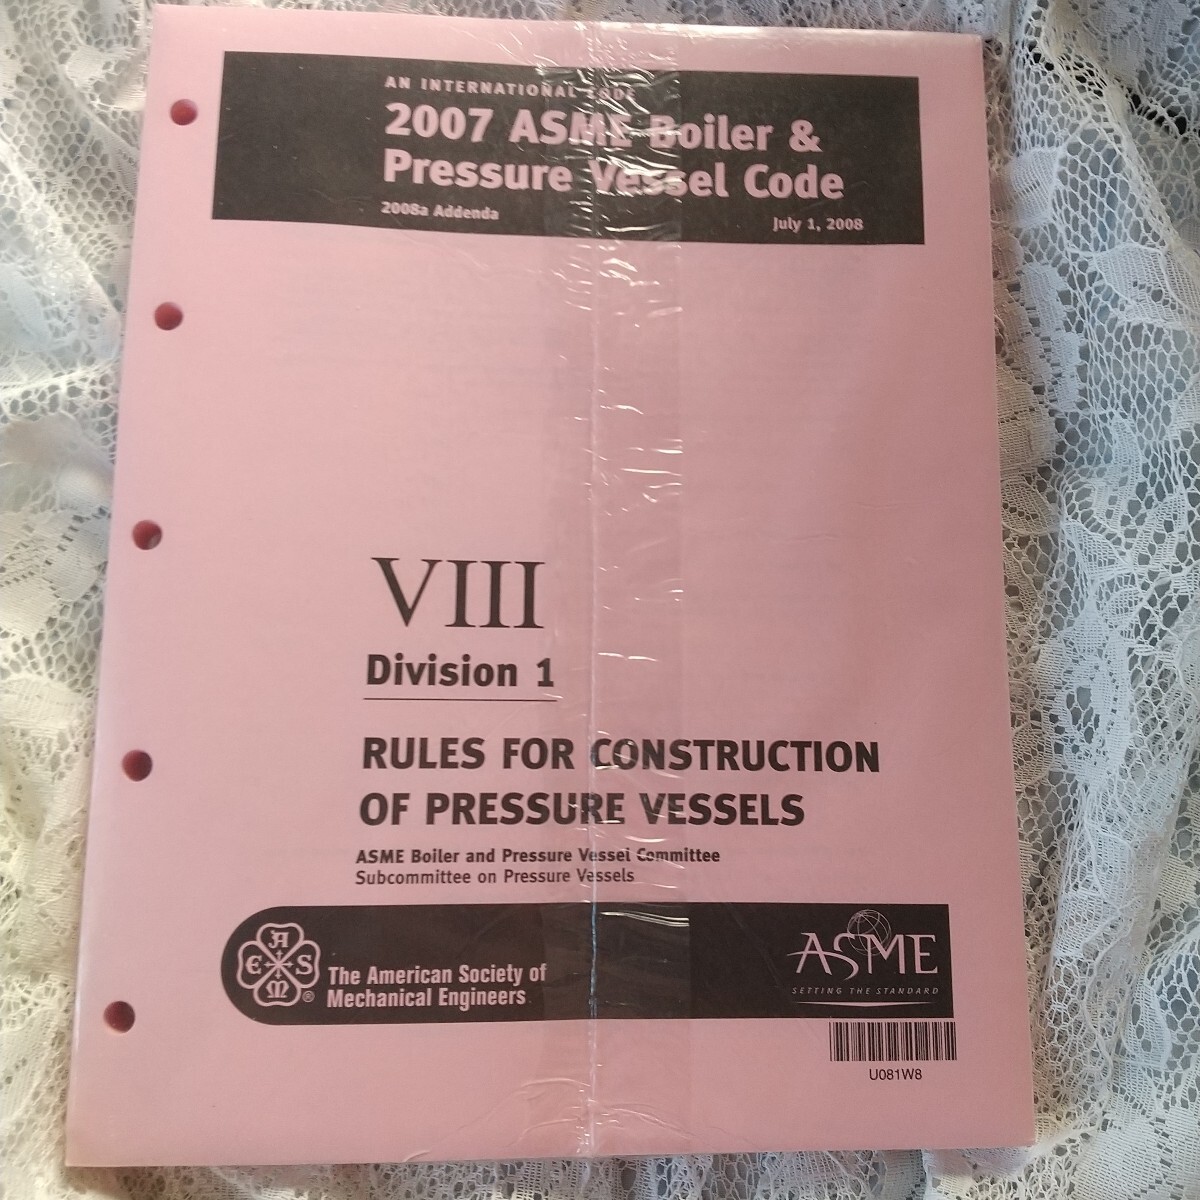 AN INTERNATIONAL CODE
2007 ASME Boiler &
Pressure Vessel Code
2008a Addenda
July 1, 2008
VIII
Division 1
RULES FOR CONSTRUCTION
OF PRESSURE VESSELS
ASME Boiler and Pressure Vessel Committee
Subcommittee on Pressure Vessels
A
E S
M ®
The American Society of
Mechanical Engineers
ASME
SETTING THE STANDARD
U081W8